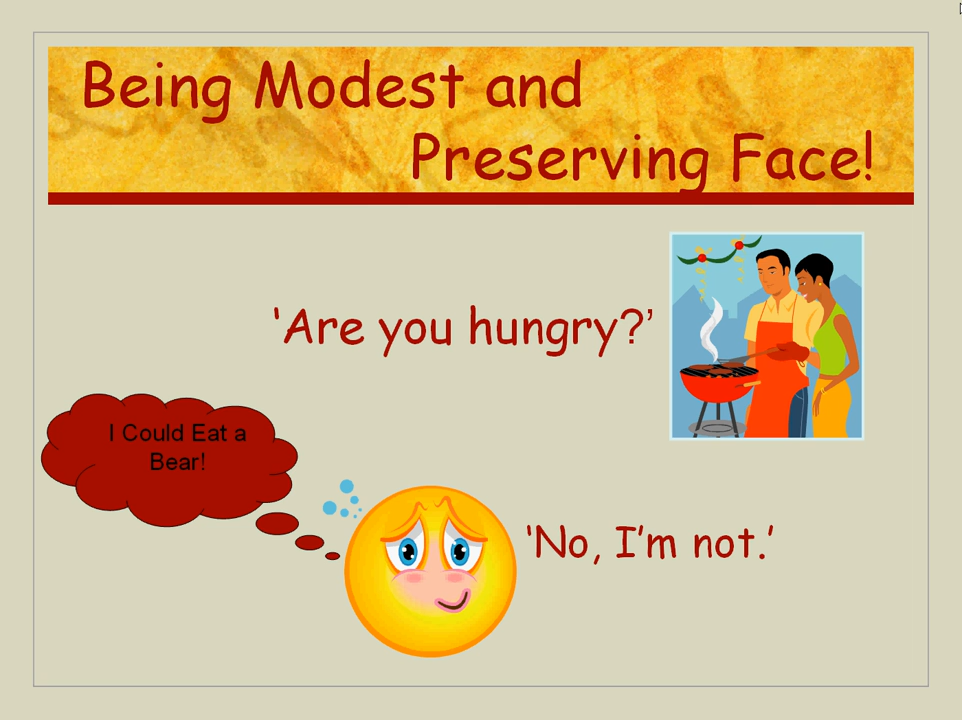 Being Modest and
Preserving Face!
‘Are you hungry?’
I Could Eat a
Bear!
‘No, I’m not.’